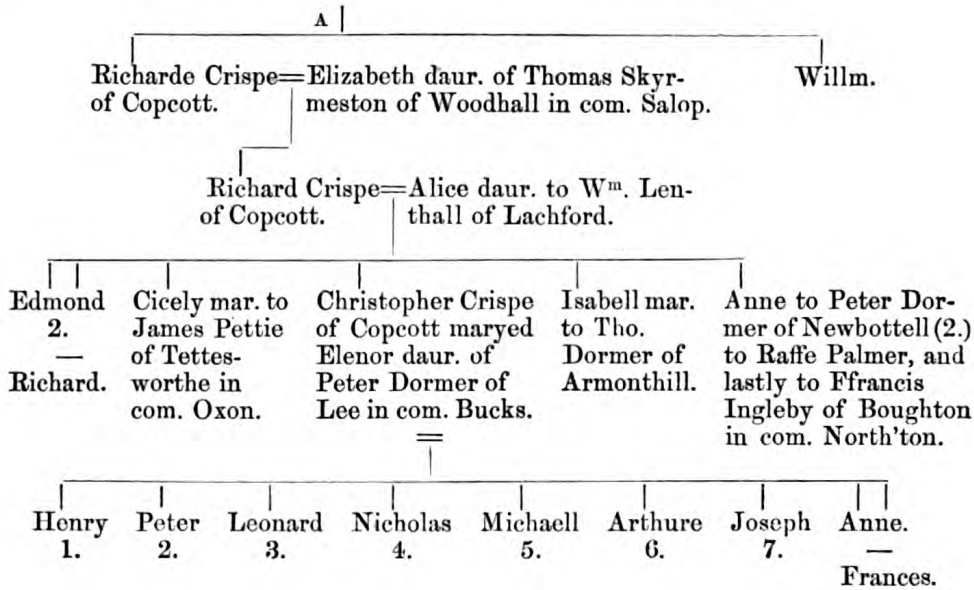 A
Richarde Crispe=Elizabeth daur. of Thomas Skyr-
of Copcott. meston of Woodhall in com. Salop.
Willm.
Richard Crispe=Alice daur. to Wm. Len-
of Copcott. thall of Lachford.
Edmond
2.
—
Richard.
Cicely mar. to
James Pettie
of Tettes-
worthe in
com. Oxon.
Christopher Crispe
of Copcott maryed
Elenor daur. of
Peter Dormer of
Lee in com. Bucks.
=
Isabell mar.
to Tho.
Dormer of
Armonthill.
Anne to Peter Dor-
mer of Newbottell (2.)
to Raffe Palmer, and
lastly to Ffrancis
Ingleby of Boughton
in com. North'ton.
Henry
1.
Peter
2.
Leonard
3.
Nicholas
4.
Michaell
5.
Arthure
6.
Joseph
7.
Anne.
—
Frances.